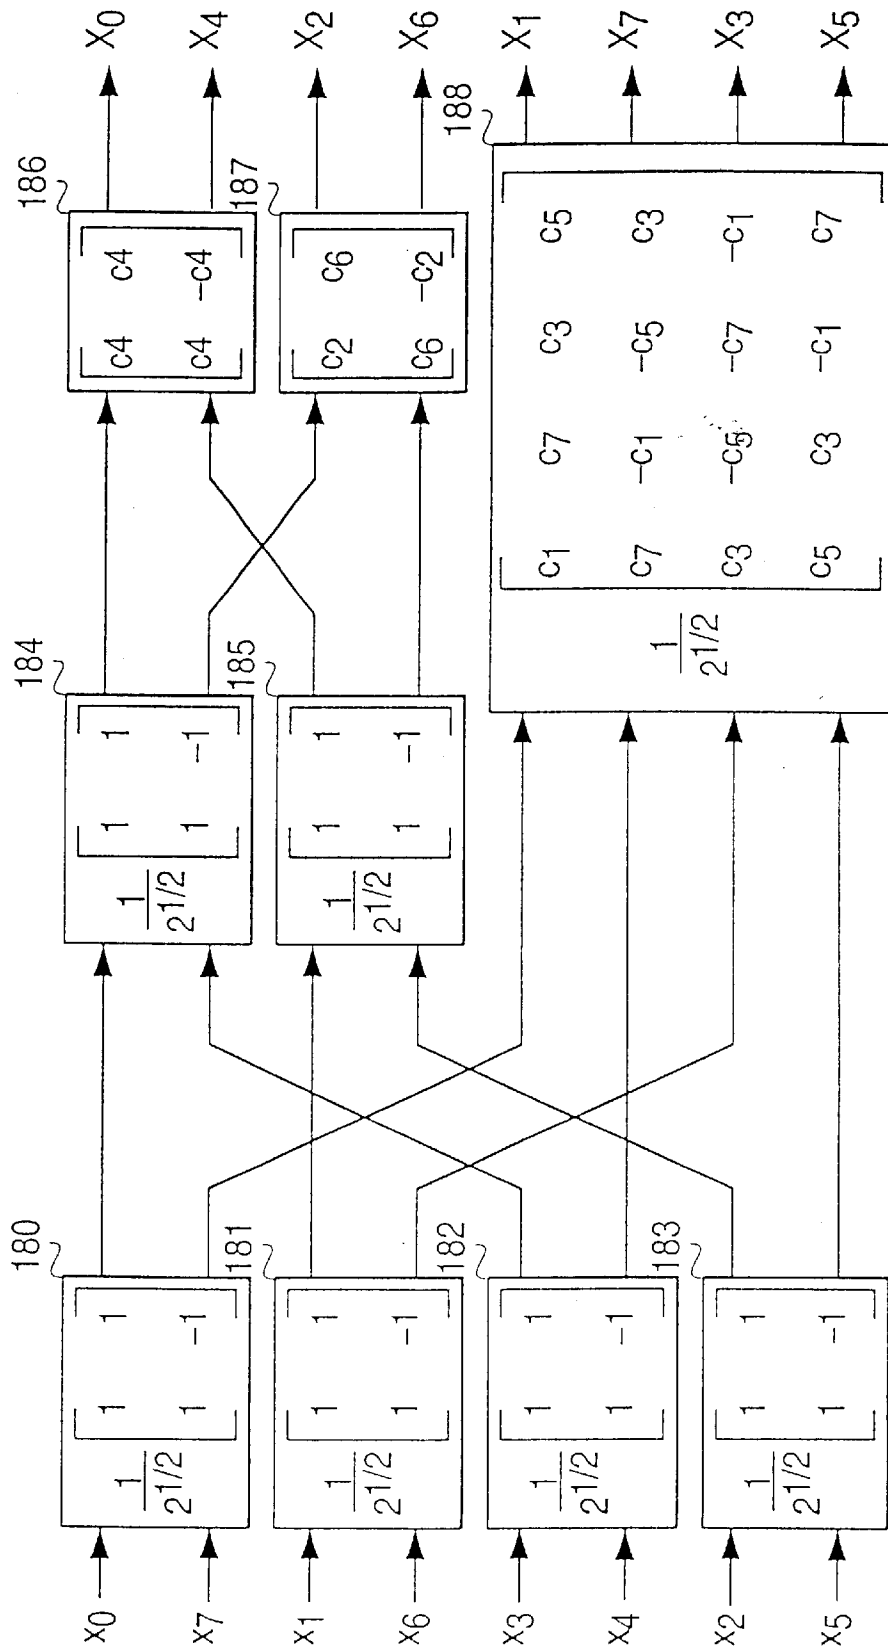 180
x0
x7
1/2^1/2
1 1
1 -1
181
x1
x6
1/2^1/2
1 1
1 -1
182
x3
x4
1/2^1/2
1 1
1 -1
183
x2
x5
1/2^1/2
1 1
1 -1
184
1/2^1/2
1 1
1 -1
185
1/2^1/2
1 1
1 -1
186
c4 c4
c4 -c4
187
c2 c6
c6 -c2
188
1/2^1/2
c1 c7 c3 c5
c7 -c1 -c5 c3
c3 -c5 -c7 -c1
c5 c3 -c1 c7
X0
X4
X2
X6
X1
X7
X3
X5